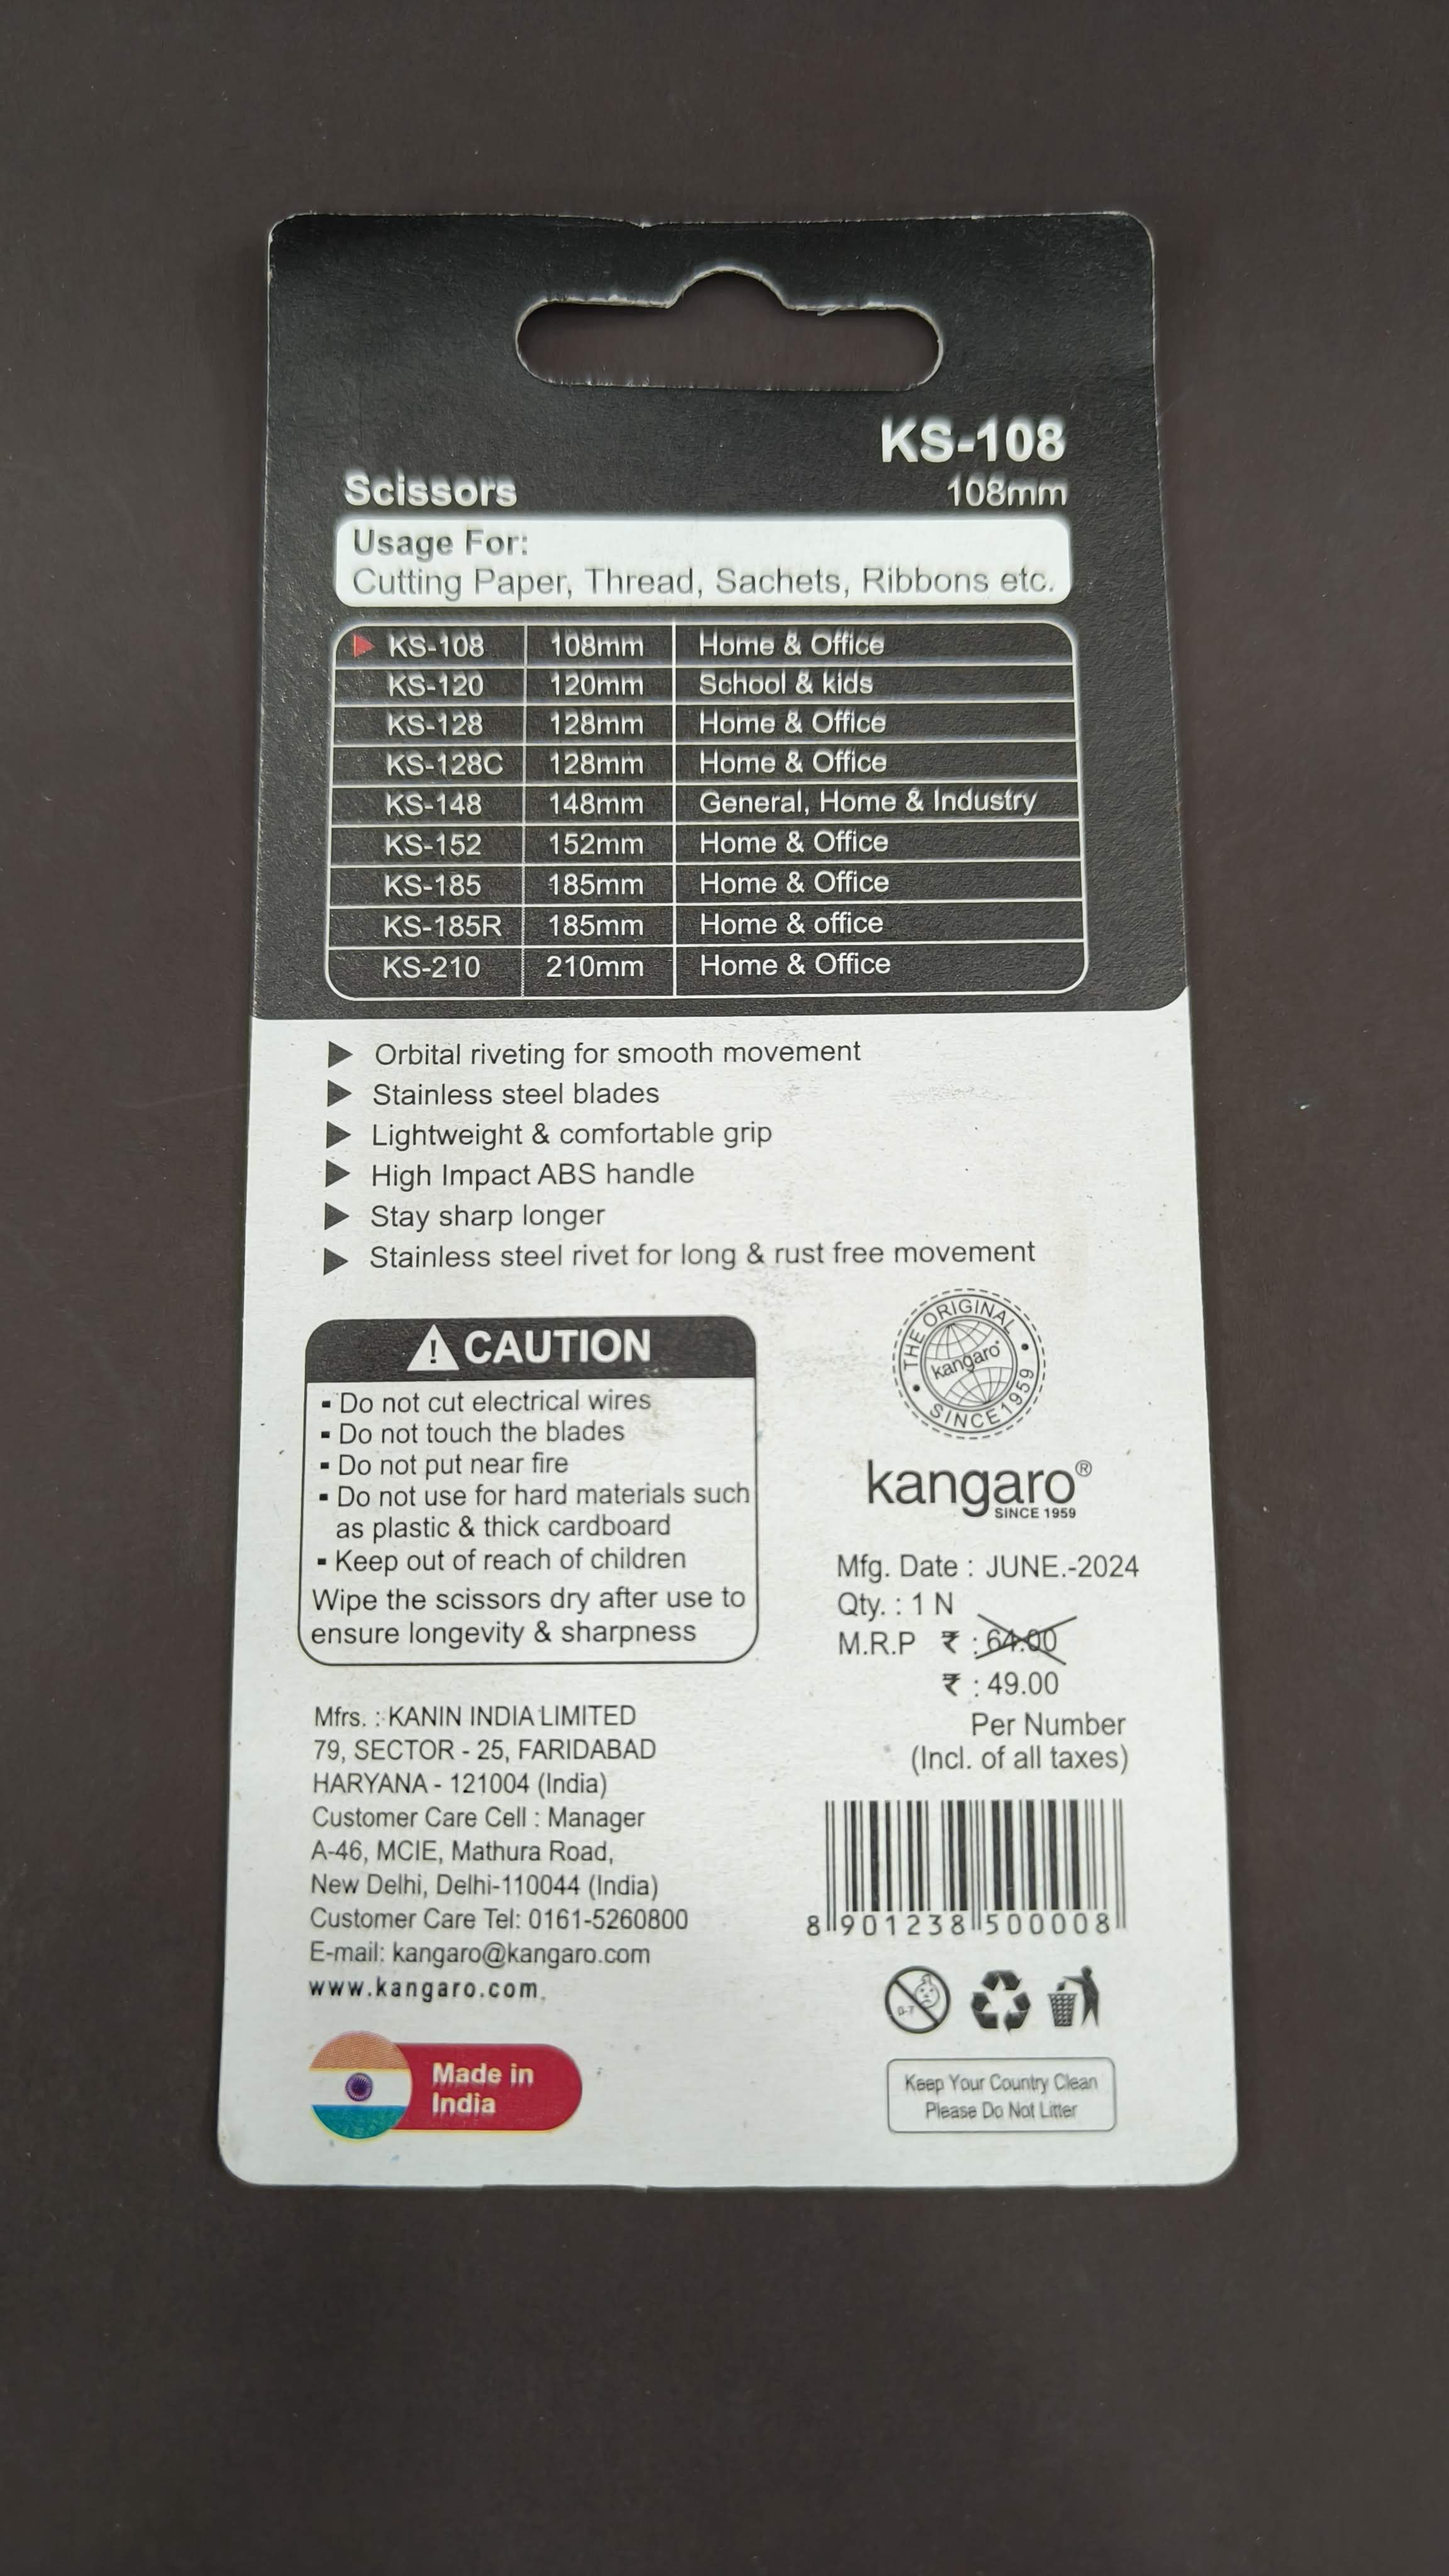 KS-108
Scissors 108mm
Usage For:
Cutting Paper, Thread, Sachets, Ribbons etc.
KS-108 108mm Home & Office
KS-120 120mm School & kids
KS-128 128mm Home & Office
KS-128C 128mm Home & Office
KS-148 148mm General, Home & Industry
KS-152 152mm Home & Office
KS-185 185mm Home & Office
KS-185R 185mm Home & office
KS-210 210mm Home & Office
Orbital riveting for smooth movement
Stainless steel blades
Lightweight & comfortable grip
High Impact ABS handle
Stay sharp longer
Stainless steel rivet for long & rust free movement
CAUTION
▪ Do not cut electrical wires
▪ Do not touch the blades
▪ Do not put near fire
▪ Do not use for hard materials such
as plastic & thick cardboard
▪ Keep out of reach of children
Wipe the scissors dry after use to
ensure longevity & sharpness
THE ORIGINAL
kangaro
SINCE 1959
kangaro®
SINCE 1959
Mfg. Date : JUNE.-2024
Qty. : 1 N
M.R.P ₹ : 64.00
₹ : 49.00
Per Number
(Incl. of all taxes)
Mfrs. : KANIN INDIA LIMITED
79, SECTOR - 25, FARIDABAD
HARYANA - 121004 (India)
Customer Care Cell : Manager
A-46, MCIE, Mathura Road,
New Delhi, Delhi-110044 (India)
Customer Care Tel: 0161-5260800
E-mail: kangaro@kangaro.com
www.kangaro.com
8 901238 500008
0-7
Made in
India
Keep Your Country Clean
Please Do Not Litter